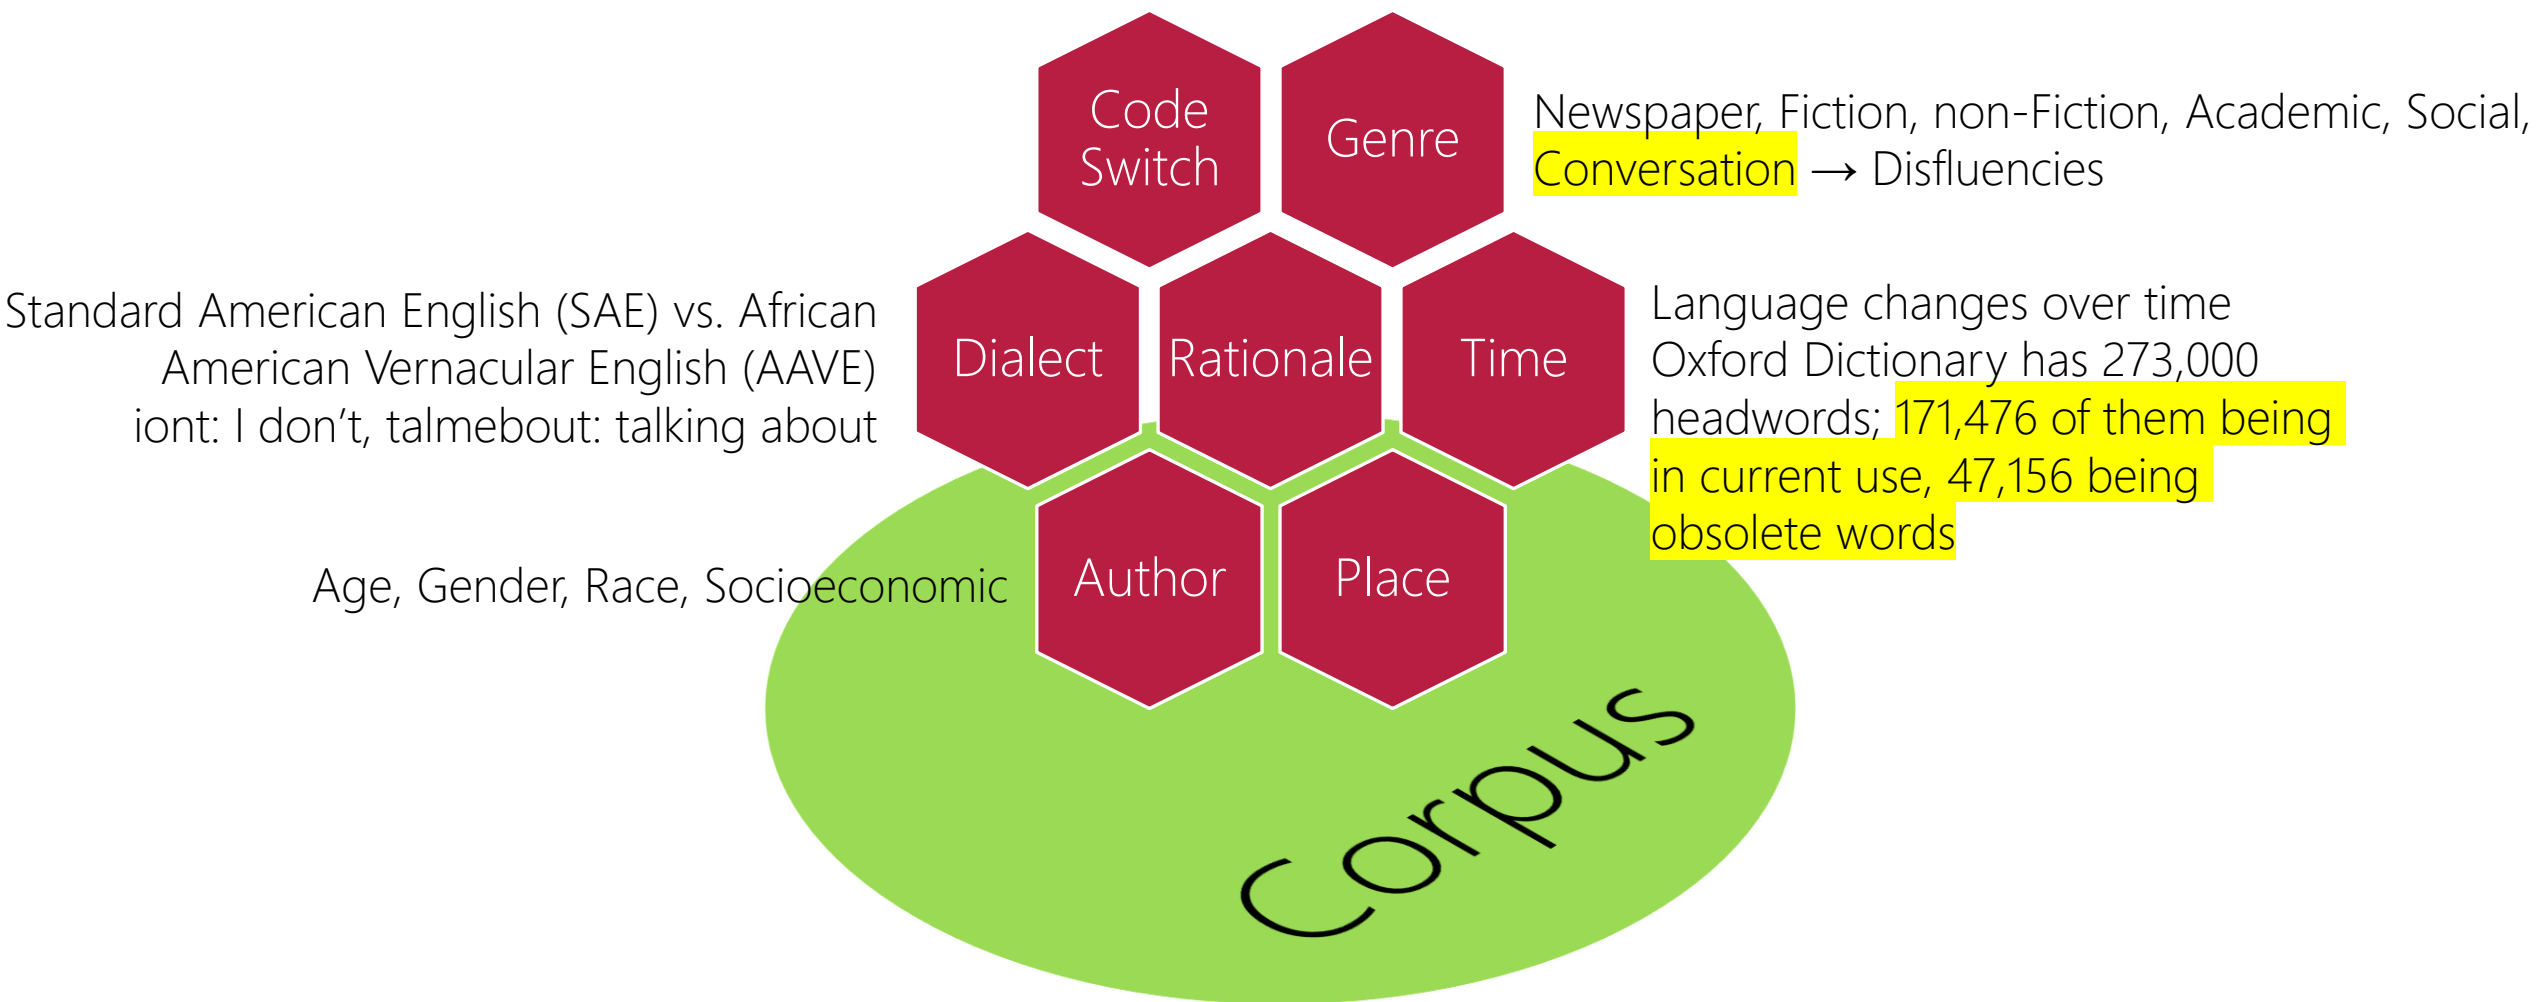 Code
Switch
Genre
Newspaper, Fiction, non-Fiction, Academic, Social,
Conversation → Disfluencies
Standard American English (SAE) vs. African
American Vernacular English (AAVE)
iont: I don’t, talmebout: talking about
Dialect
Rationale
Time
Language changes over time
Oxford Dictionary has 273,000
headwords; 171,476 of them being
in current use, 47,156 being
obsolete words
Age, Gender, Race, Socioeconomic
Author
Place
Corpus